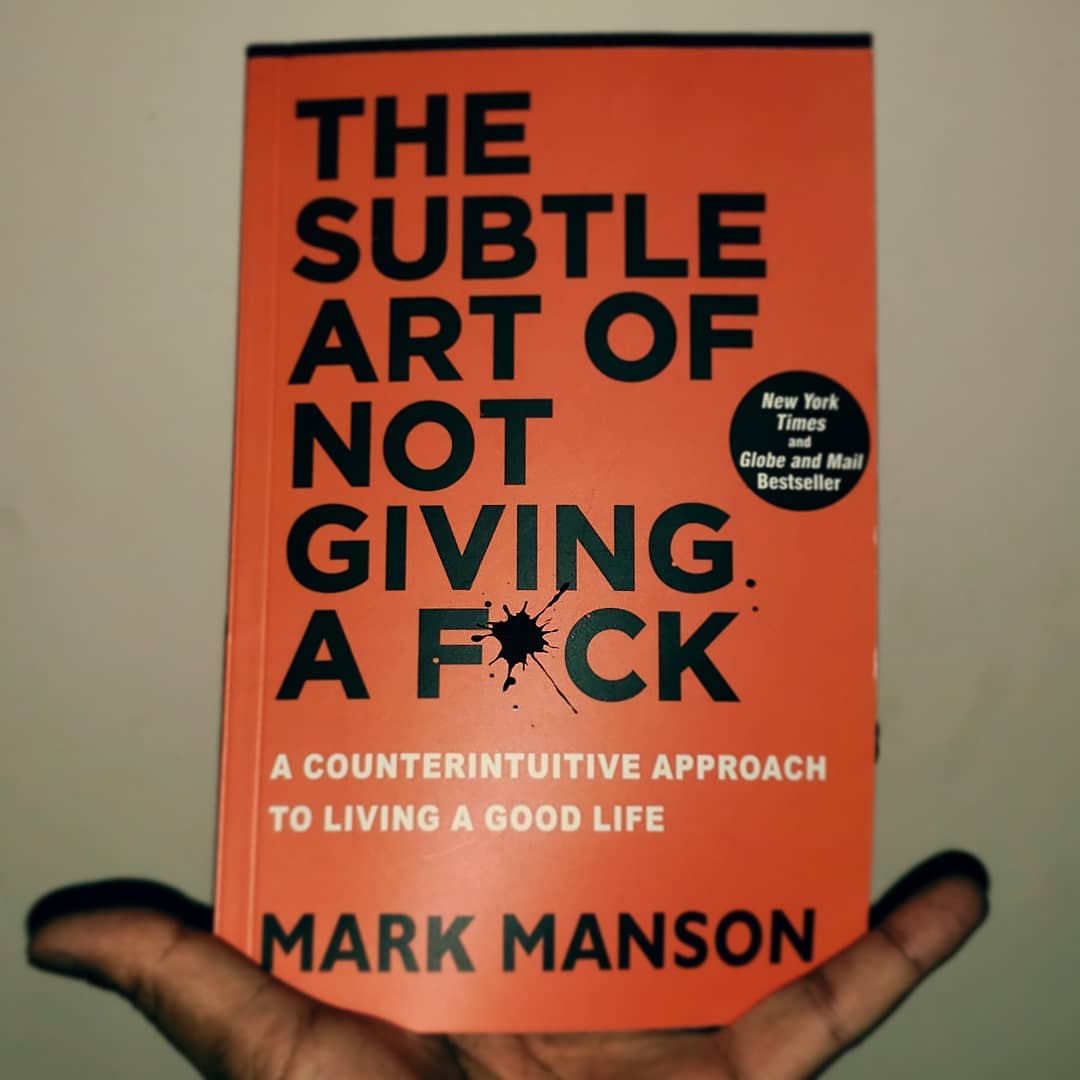 THE
SUBTLE
ART OF
NOT
GIVING
A F*CK
New York
Times
and
Globe and Mail
Bestseller
A COUNTERINTUITIVE APPROACH
TO LIVING A GOOD LIFE
MARK MANSON